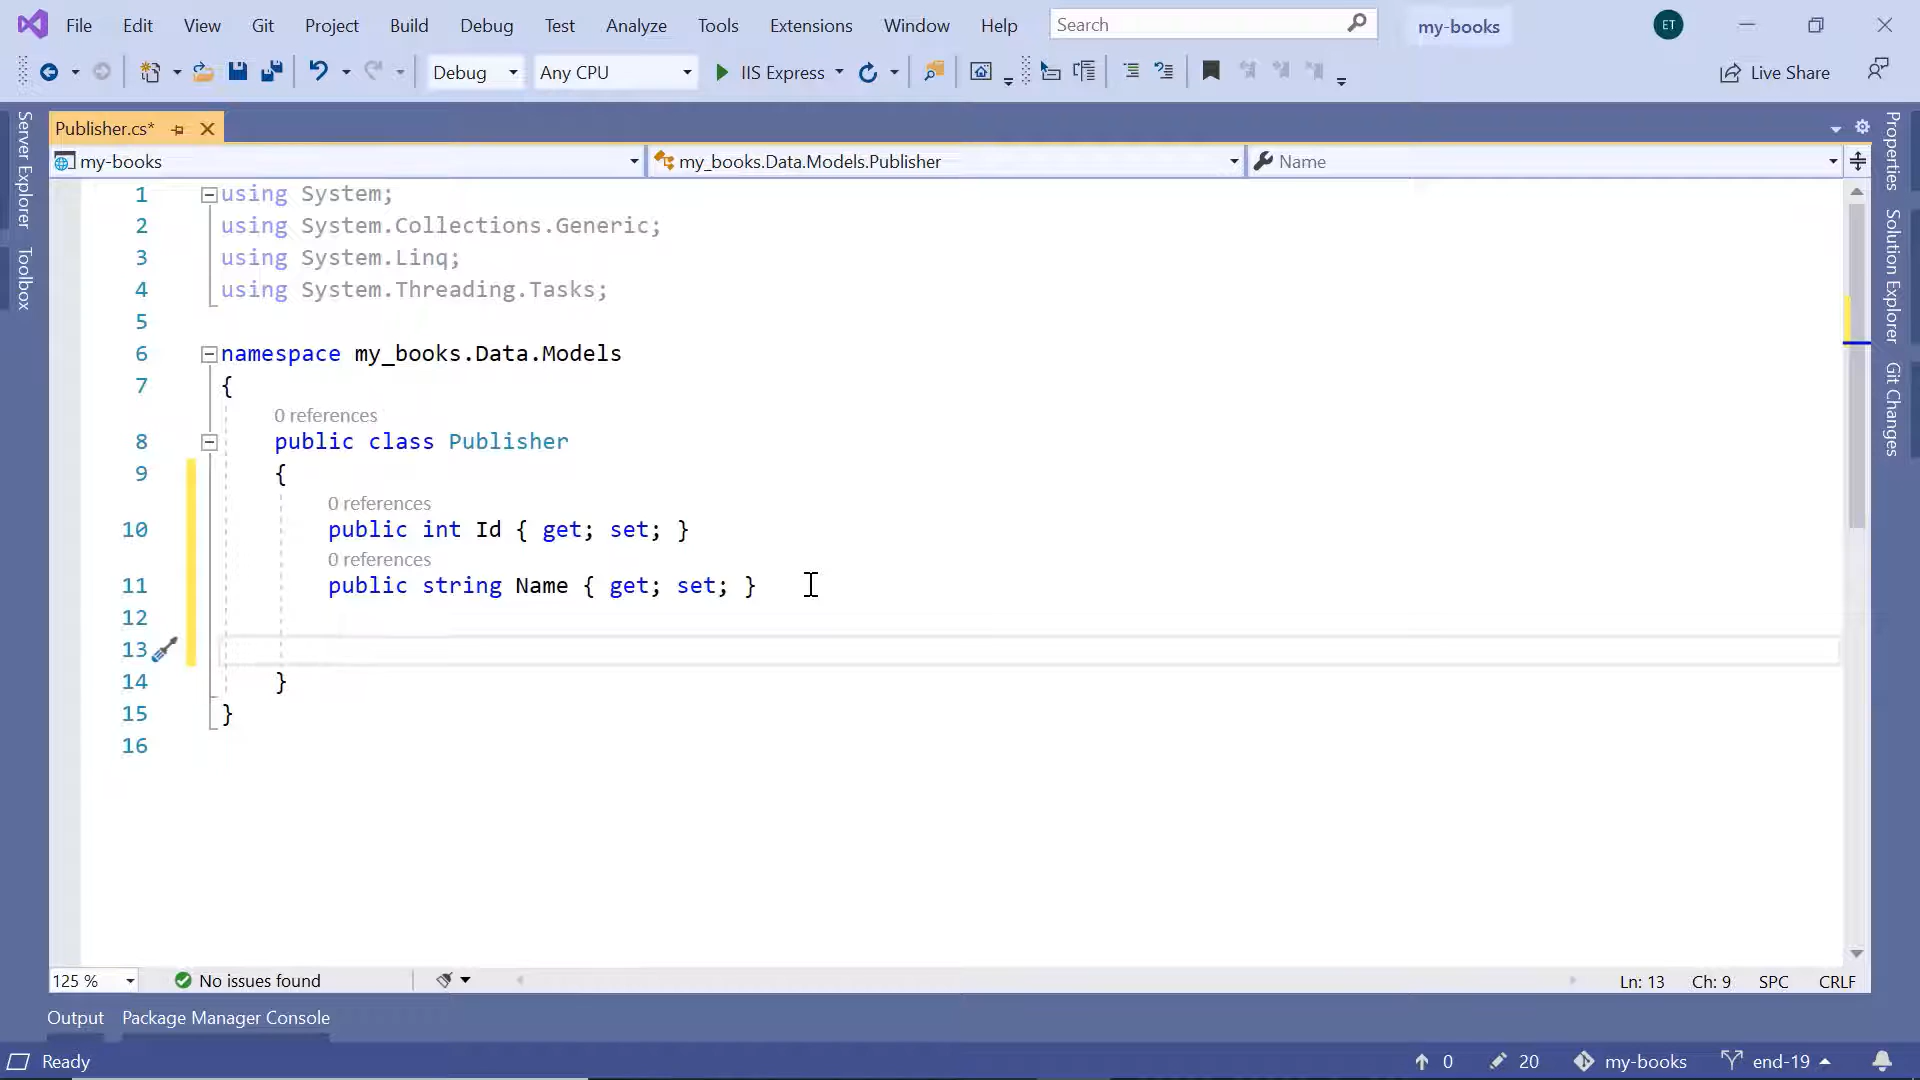 File Edit View Git Project Build Debug Test Analyze Tools Extensions Window Help Search my-books ET
Debug Any CPU IIS Express Live Share
Publisher.cs*
my-books my_books.Data.Models.Publisher Name
Server Explorer
Toolbox
Properties
Solution Explorer
Git Changes
1 using System;
2 using System.Collections.Generic;
3 using System.Linq;
4 using System.Threading.Tasks;
5
6 namespace my_books.Data.Models
7 {
0 references
8 public class Publisher
9 {
0 references
10 public int Id { get; set; }
0 references
11 public string Name { get; set; }
12
13
14 }
15 }
16
125 % No issues found Ln: 13 Ch: 9 SPC CRLF
Output Package Manager Console
Ready 0 20 my-books end-19